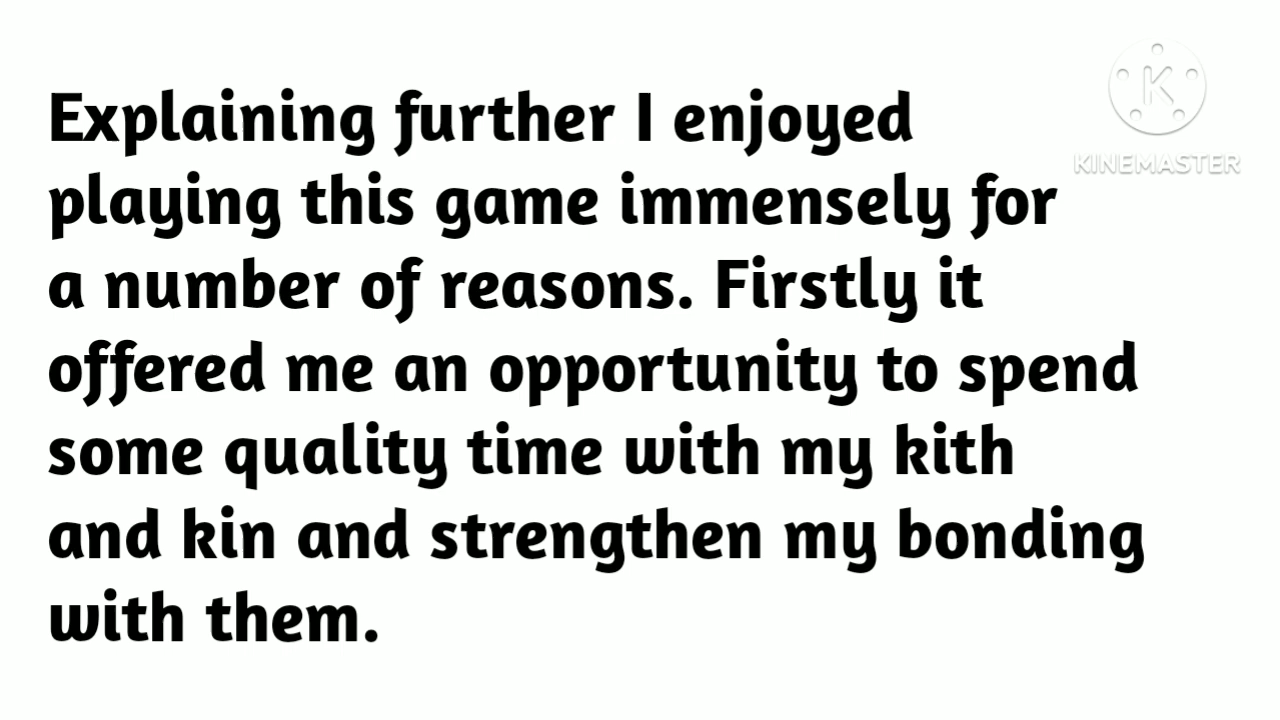 Explaining further I enjoyed
playing this game immensely for
a number of reasons. Firstly it
offered me an opportunity to spend
some quality time with my kith
and kin and strengthen my bonding
with them.
K
KINEMASTER